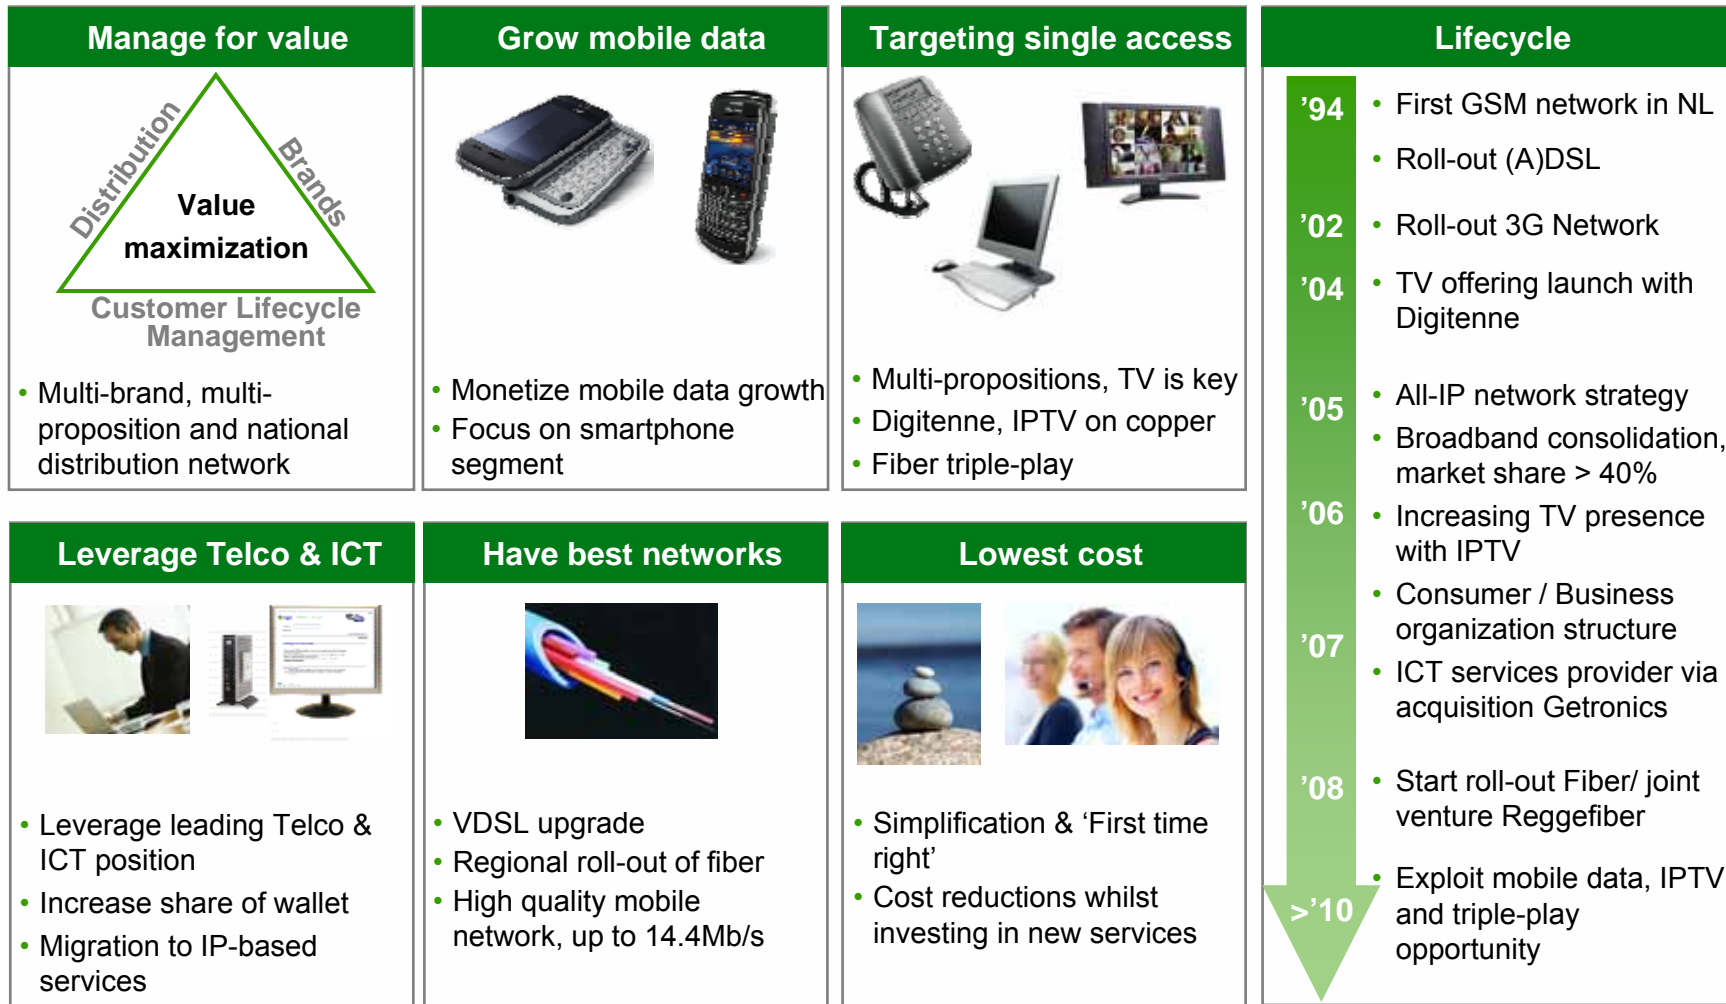 Manage for value
Distribution
Brands
Value
maximization
Customer Lifecycle
Management
• Multi-brand, multi-
proposition and national
distribution network
Grow mobile data
• Monetize mobile data growth
• Focus on smartphone
segment
Targeting single access
• Multi-propositions, TV is key
• Digitenne, IPTV on copper
• Fiber triple-play
Leverage Telco & ICT
• Leverage leading Telco &
ICT position
• Increase share of wallet
• Migration to IP-based
services
Have best networks
• VDSL upgrade
• Regional roll-out of fiber
• High quality mobile
network, up to 14.4Mb/s
Lowest cost
• Simplification & ‘First time
right’
• Cost reductions whilst
investing in new services
Lifecycle
’94
• First GSM network in NL
• Roll-out (A)DSL
’02
• Roll-out 3G Network
’04
• TV offering launch with
Digitenne
’05
• All-IP network strategy
• Broadband consolidation,
market share > 40%
’06
• Increasing TV presence
with IPTV
• Consumer / Business
organization structure
’07
• ICT services provider via
acquisition Getronics
’08
• Start roll-out Fiber/ joint
venture Reggefiber
>’10
• Exploit mobile data, IPTV
and triple-play
opportunity